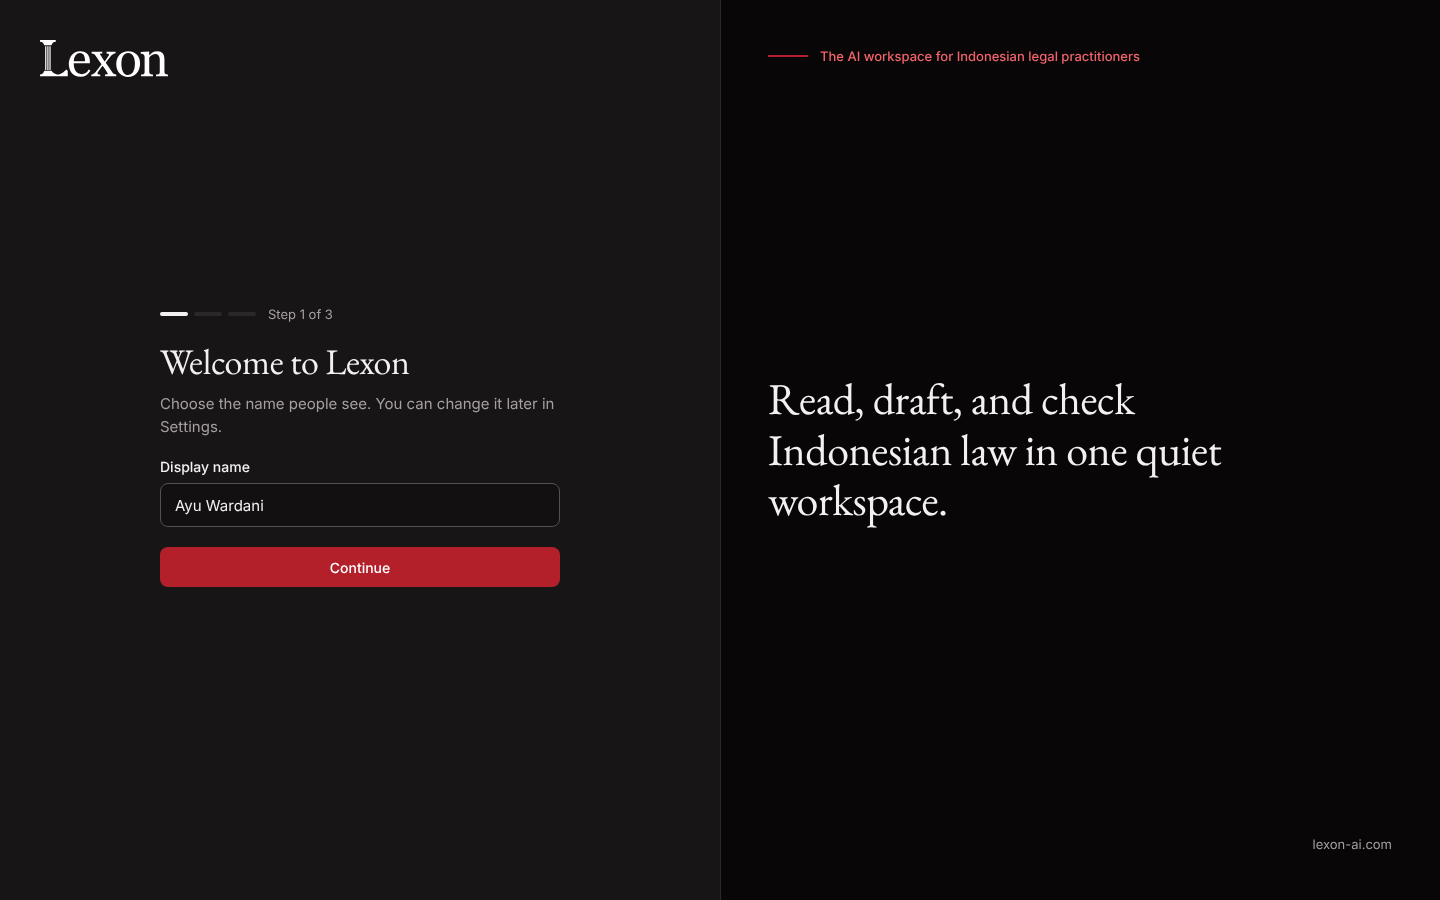 Lexon
Step 1 of 3
Welcome to Lexon
Choose the name people see. You can change it later in
Settings.
Display name
Ayu Wardani
Continue
The AI workspace for Indonesian legal practitioners
Read, draft, and check
Indonesian law in one quiet
workspace.
lexon-ai.com